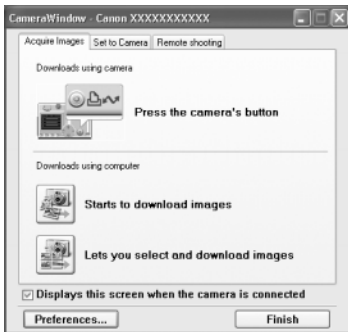 CameraWindow - Canon XXXXXXXXXXX
Acquire Images Set to Camera Remote shooting
Downloads using camera
Press the camera's button
Downloads using computer
Starts to download images
Lets you select and download images
Displays this screen when the camera is connected
Preferences... Finish